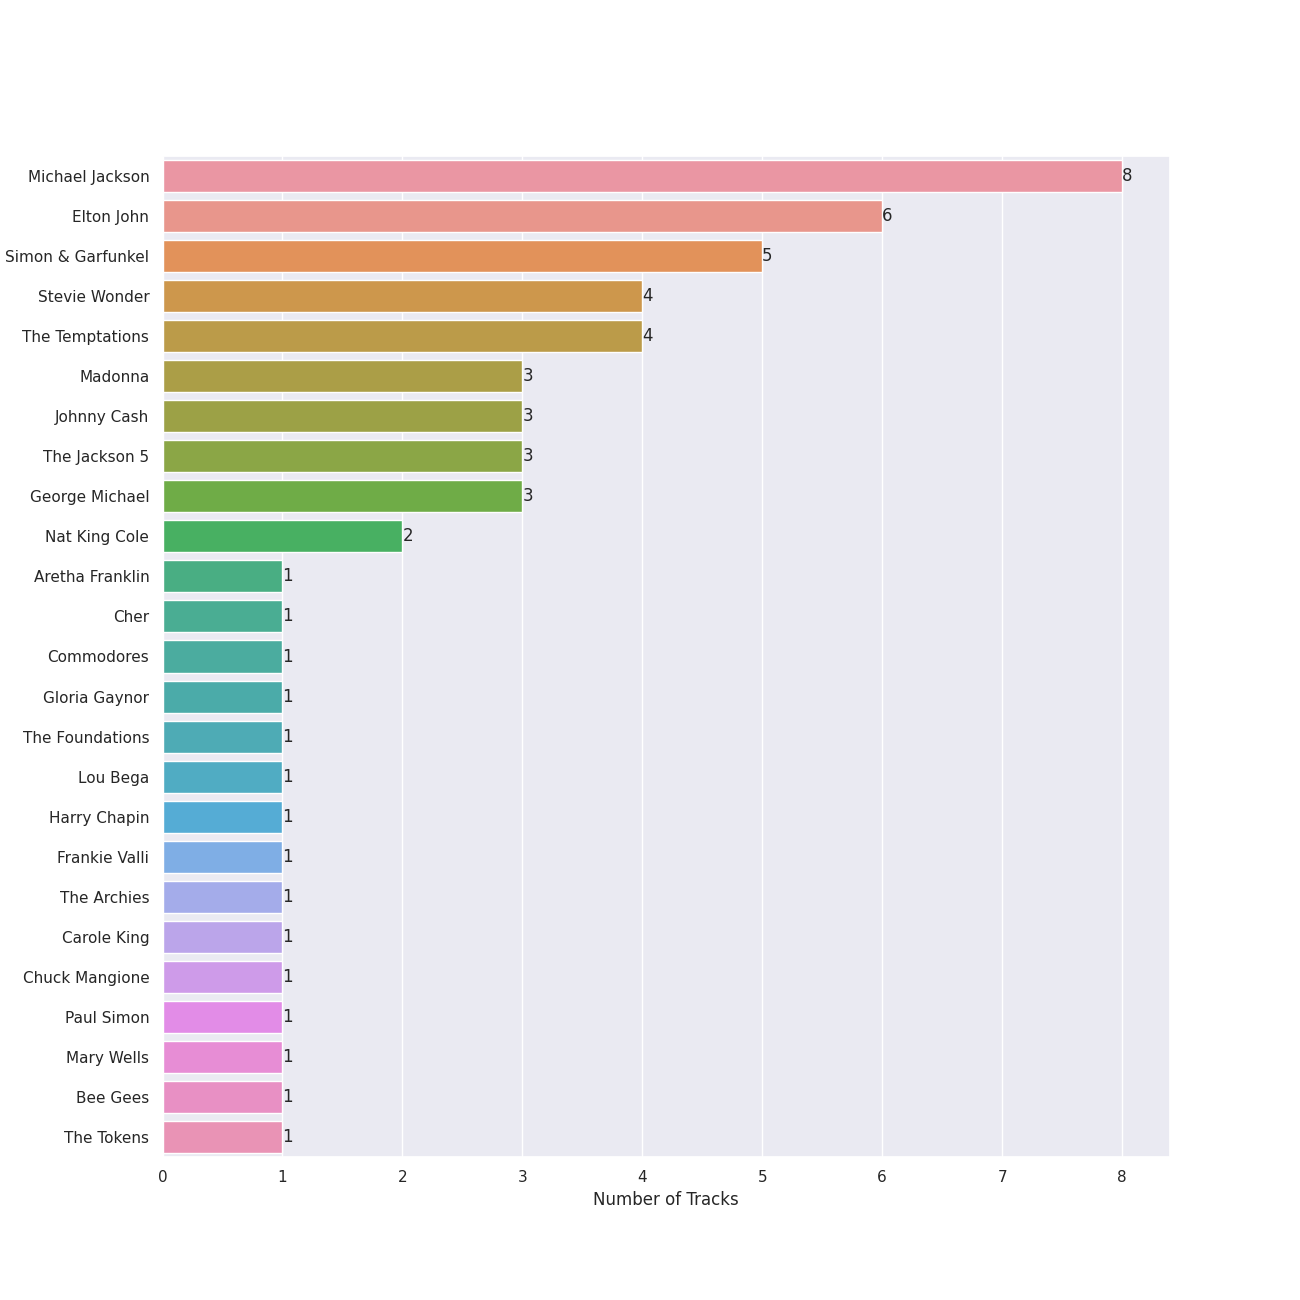 Michael Jackson 8
Elton John 6
Simon & Garfunkel 5
Stevie Wonder 4
The Temptations 4
Madonna 3
Johnny Cash 3
The Jackson 5 3
George Michael 3
Nat King Cole 2
Aretha Franklin 1
Cher 1
Commodores 1
Gloria Gaynor 1
The Foundations 1
Lou Bega 1
Harry Chapin 1
Frankie Valli 1
The Archies 1
Carole King 1
Chuck Mangione 1
Paul Simon 1
Mary Wells 1
Bee Gees 1
The Tokens 1
0 1 2 3 4 5 6 7 8
Number of Tracks